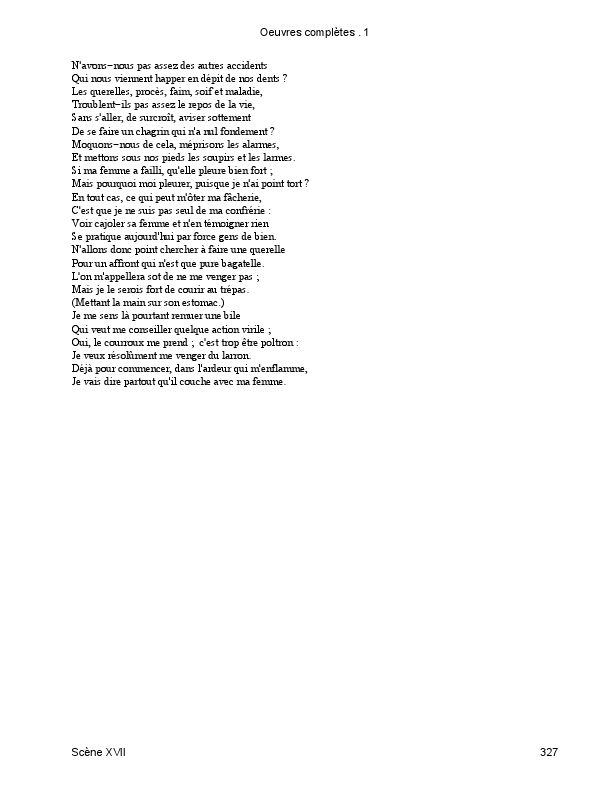 Oeuvres complètes . 1
N'avons−nous pas assez des autres accidents
Qui nous viennent happer en dépit de nos dents ?
Les querelles, procès, faim, soif et maladie,
Troublent−ils pas assez le repos de la vie,
Sans s'aller, de surcroît, aviser sottement
De se faire un chagrin qui n'a nul fondement ?
Moquons−nous de cela, méprisons les alarmes,
Et mettons sous nos pieds les soupirs et les larmes.
Si ma femme a failli, qu'elle pleure bien fort ;
Mais pourquoi moi pleurer, puisque je n'ai point tort ?
En tout cas, ce qui peut m'ôter ma fâcherie,
C'est que je ne suis pas seul de ma confrérie :
Voir cajoler sa femme et n'en témoigner rien
Se pratique aujourd'hui par force gens de bien.
N'allons donc point chercher à faire une querelle
Pour un affront qui n'est que pure bagatelle.
L'on m'appellera sot de ne me venger pas ;
Mais je le serois fort de courir au trépas.
(Mettant la main sur son estomac.)
Je me sens là pourtant remuer une bile
Qui veut me conseiller quelque action virile ;
Oui, le courroux me prend ; c'est trop être poltron :
Je veux résolûment me venger du larron.
Déjà pour commencer, dans l'ardeur qui m'enflamme,
Je vais dire partout qu'il couche avec ma femme.
Scène XVII
327